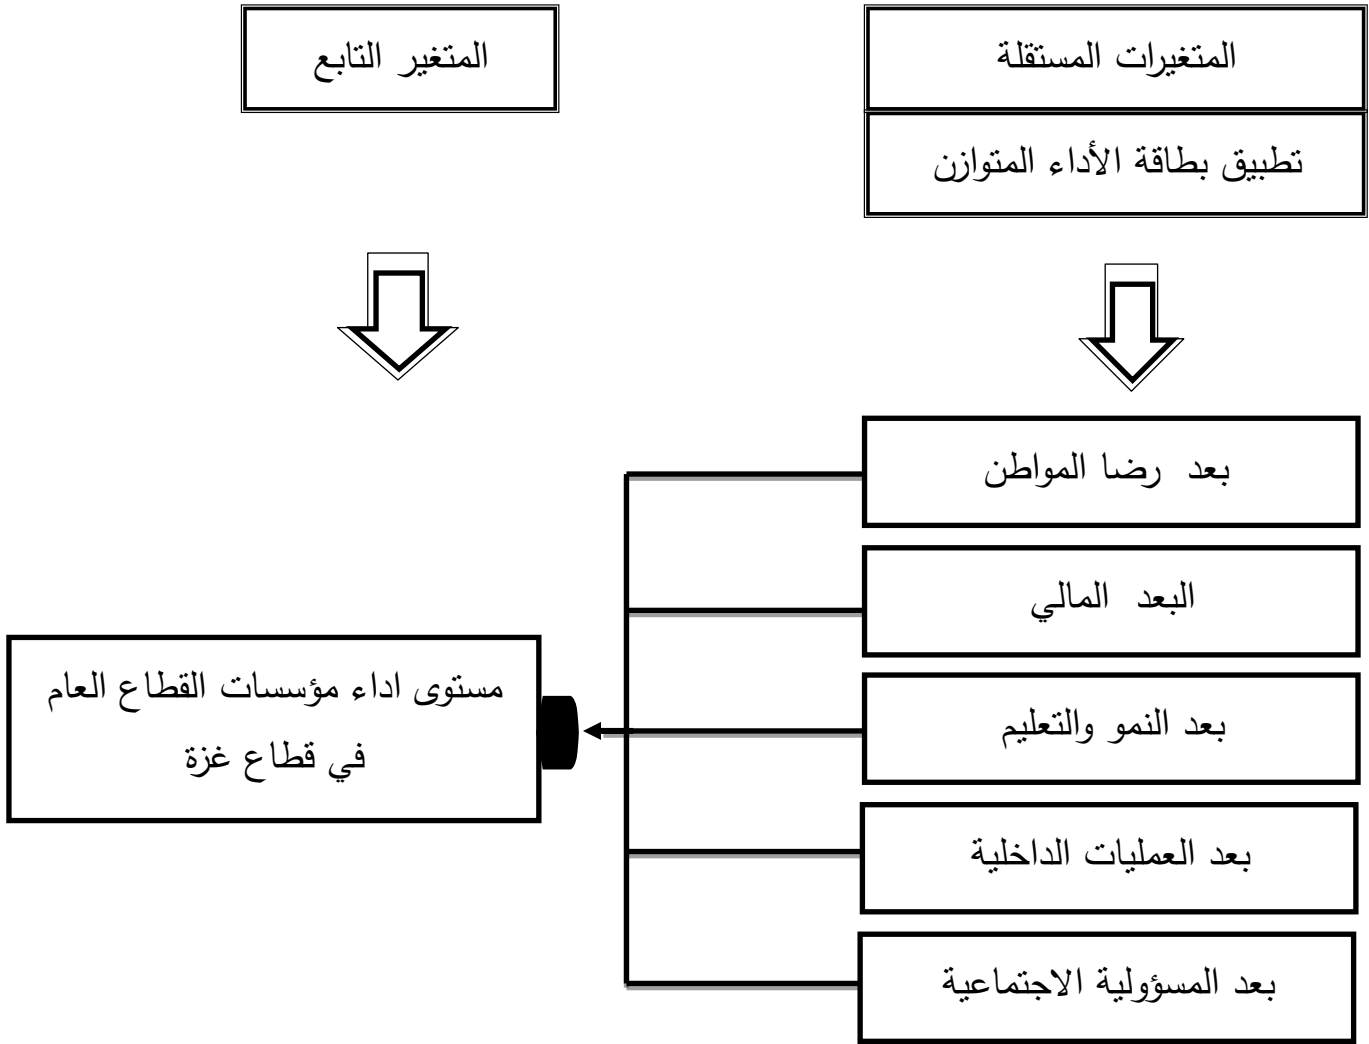 المتغيرات المستقلة
المتغير التابع
تطبيق بطاقة الأداء المتوازن
بعد رضا المواطن
البعد المالي
بعد النمو والتعليم
بعد العمليات الداخلية
بعد المسؤولية الاجتماعية
مستوى اداء مؤسسات القطاع العام
في قطاع غزة